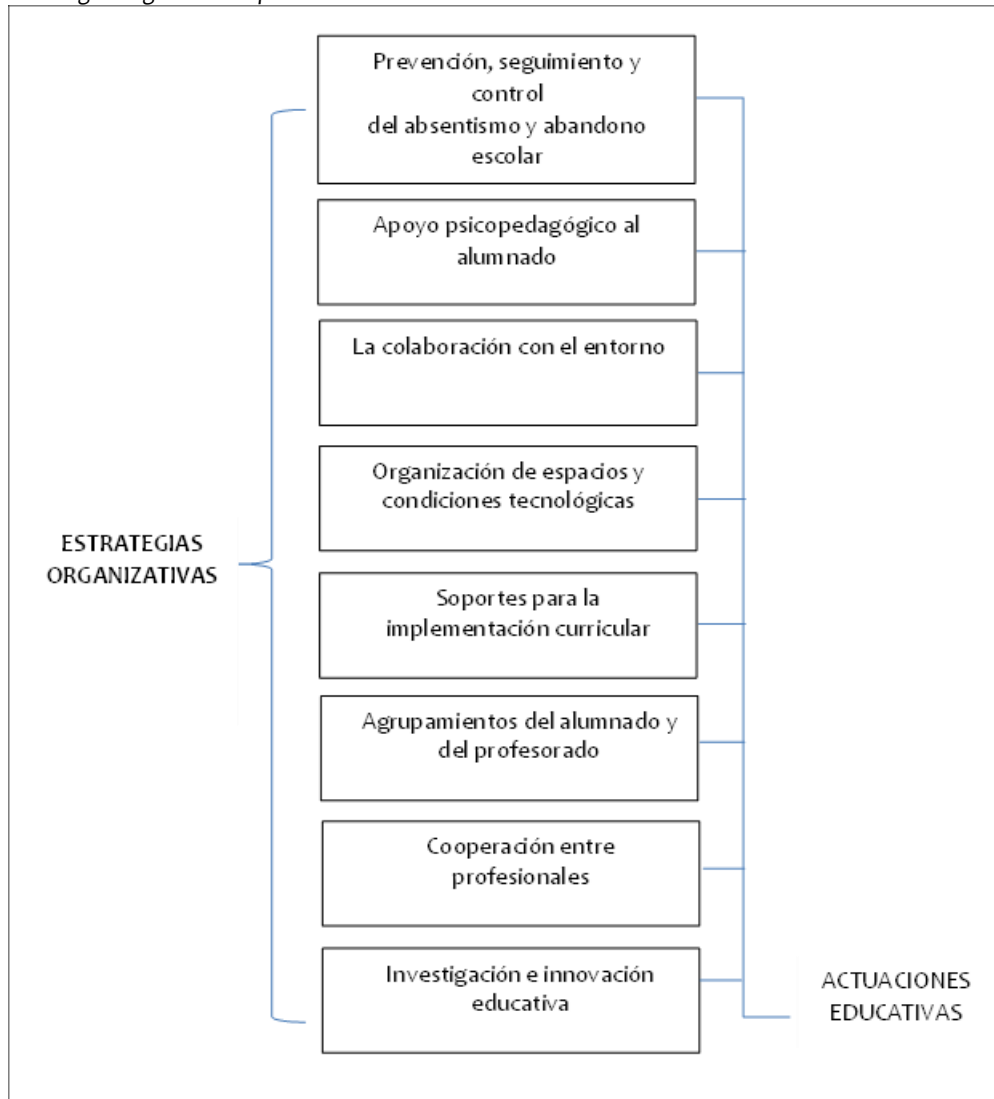 Prevención, seguimiento y
control
del absentismo y abandono
escolar
Apoyo psicopedagógico al
alumnado
La colaboración con el entorno
Organización de espacios y
condiciones tecnológicas
ESTRATEGIAS
ORGANIZATIVAS
Soportes para la
implementación curricular
Agrupamientos del alumnado y
del profesorado
Cooperación entre
profesionales
Investigación e innovación
educativa
ACTUACIONES
EDUCATIVAS